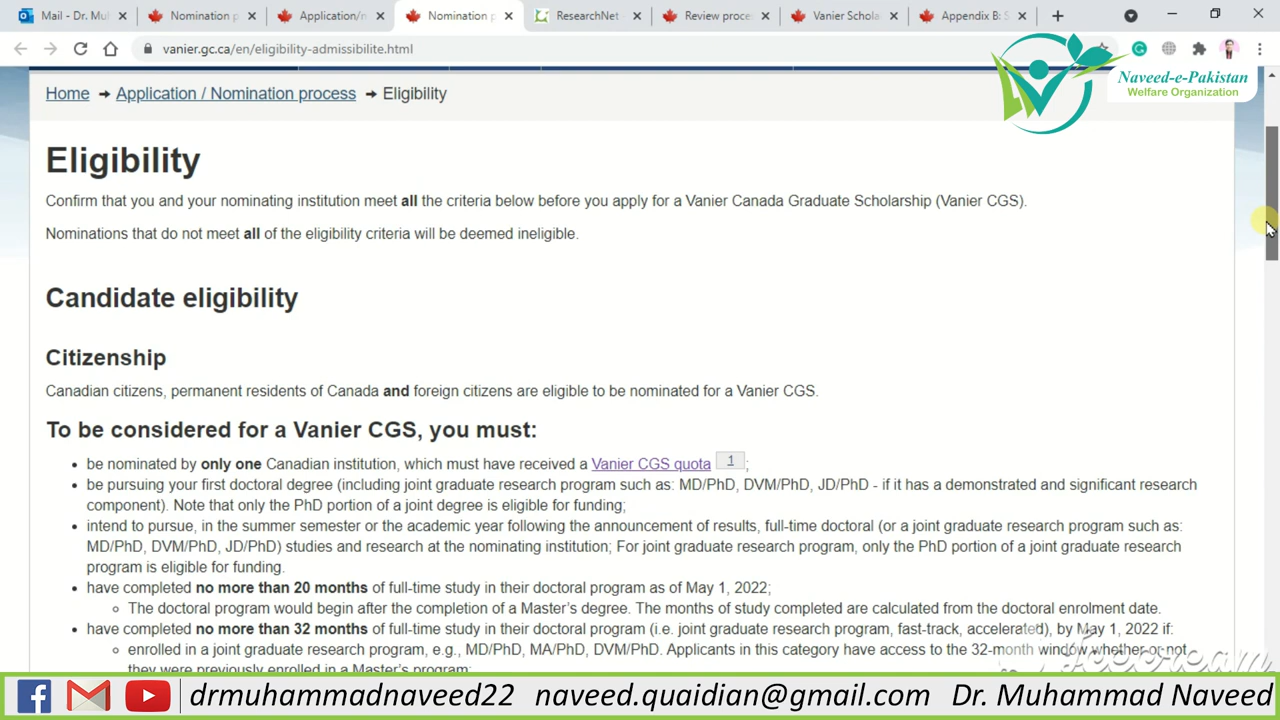 Mail - Dr. Mu
Nomination p
Application/n
Nomination p
ResearchNet -
Review proce
Vanier Schola
Appendix B: S
vanier.gc.ca/en/eligibility-admissibilite.html
Naveed-e-Pakistan
Welfare Organization
Home → Application / Nomination process → Eligibility
Eligibility
Confirm that you and your nominating institution meet all the criteria below before you apply for a Vanier Canada Graduate Scholarship (Vanier CGS).
Nominations that do not meet all of the eligibility criteria will be deemed ineligible.
Candidate eligibility
Citizenship
Canadian citizens, permanent residents of Canada and foreign citizens are eligible to be nominated for a Vanier CGS.
To be considered for a Vanier CGS, you must:
• be nominated by only one Canadian institution, which must have received a Vanier CGS quota 1 ;
• be pursuing your first doctoral degree (including joint graduate research program such as: MD/PhD, DVM/PhD, JD/PhD - if it has a demonstrated and significant research
component). Note that only the PhD portion of a joint degree is eligible for funding;
• intend to pursue, in the summer semester or the academic year following the announcement of results, full-time doctoral (or a joint graduate research program such as:
MD/PhD, DVM/PhD, JD/PhD) studies and research at the nominating institution; For joint graduate research program, only the PhD portion of a joint graduate research
program is eligible for funding.
• have completed no more than 20 months of full-time study in their doctoral program as of May 1, 2022;
◦ The doctoral program would begin after the completion of a Master's degree. The months of study completed are calculated from the doctoral enrolment date.
• have completed no more than 32 months of full-time study in their doctoral program (i.e. joint graduate research program, fast-track, accelerated), by May 1, 2022 if:
◦ enrolled in a joint graduate research program, e.g., MD/PhD, MA/PhD, DVM/PhD. Applicants in this category have access to the 32-month window whether or not
they were previously enrolled in a Master's program;
Icecream
drmuhammadnaveed22 naveed.quaidian@gmail.com Dr. Muhammad Naveed